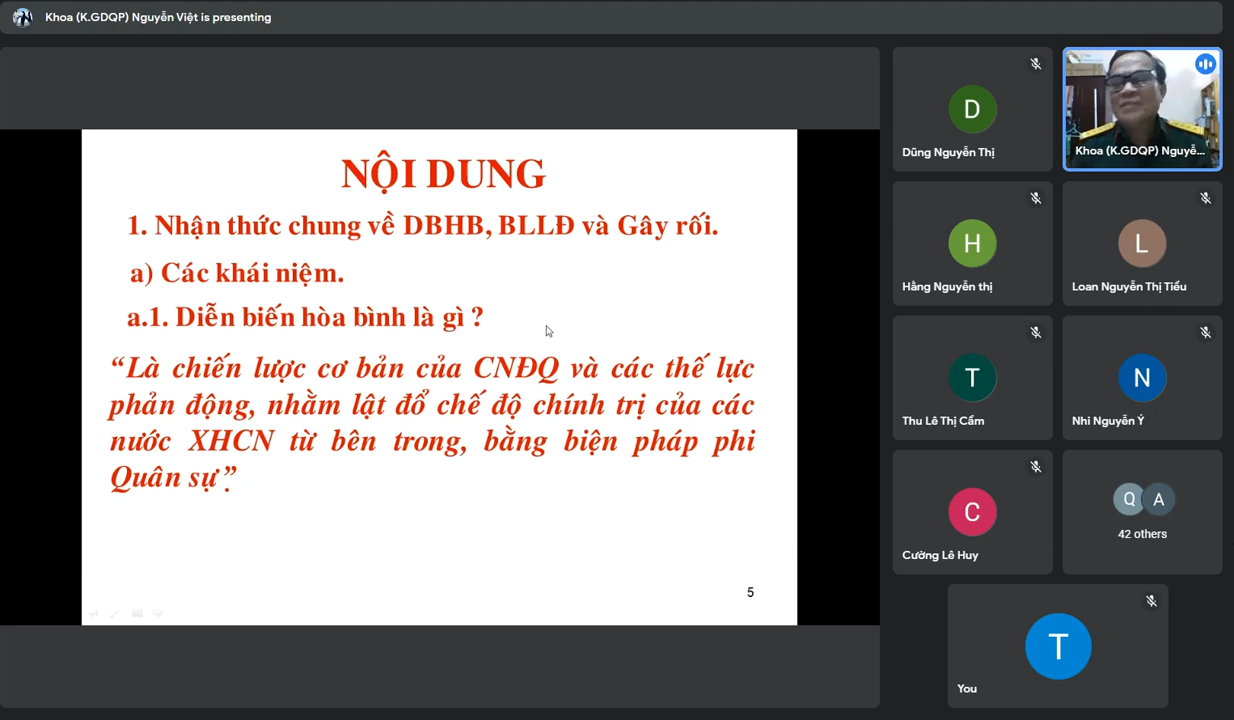 Khoa (K.GDQP) Nguyễn Việt is presenting
NỘI DUNG
1. Nhận thức chung về DBHB, BLLĐ và Gây rối.
a) Các khái niệm.
a.1. Diễn biến hòa bình là gì ?
“Là chiến lược cơ bản của CNĐQ và các thế lực
phản động, nhằm lật đổ chế độ chính trị của các
nước XHCN từ bên trong, bằng biện pháp phi
Quân sự”.
5
D
Dũng Nguyễn Thị
Khoa (K.GDQP) Nguyễ...
H
Hằng Nguyễn thị
L
Loan Nguyễn Thị Tiểu
T
Thu Lê Thị Cẩm
N
Nhi Nguyễn Ý
C
Cường Lê Huy
Q A
42 others
T
You